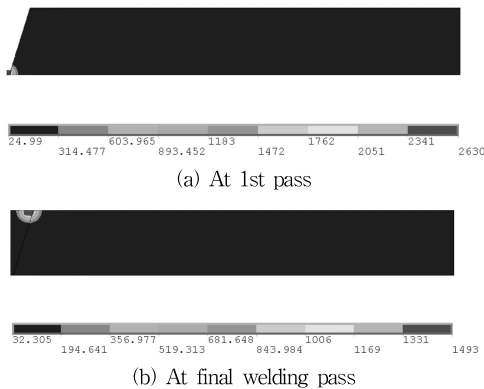 24.99 603.965 1183 1762 2341
314.477 893.452 1472 2051 2630
(a) At 1st pass
32.305 356.977 681.648 1006 1331
194.641 519.313 843.984 1169 1493
(b) At final welding pass